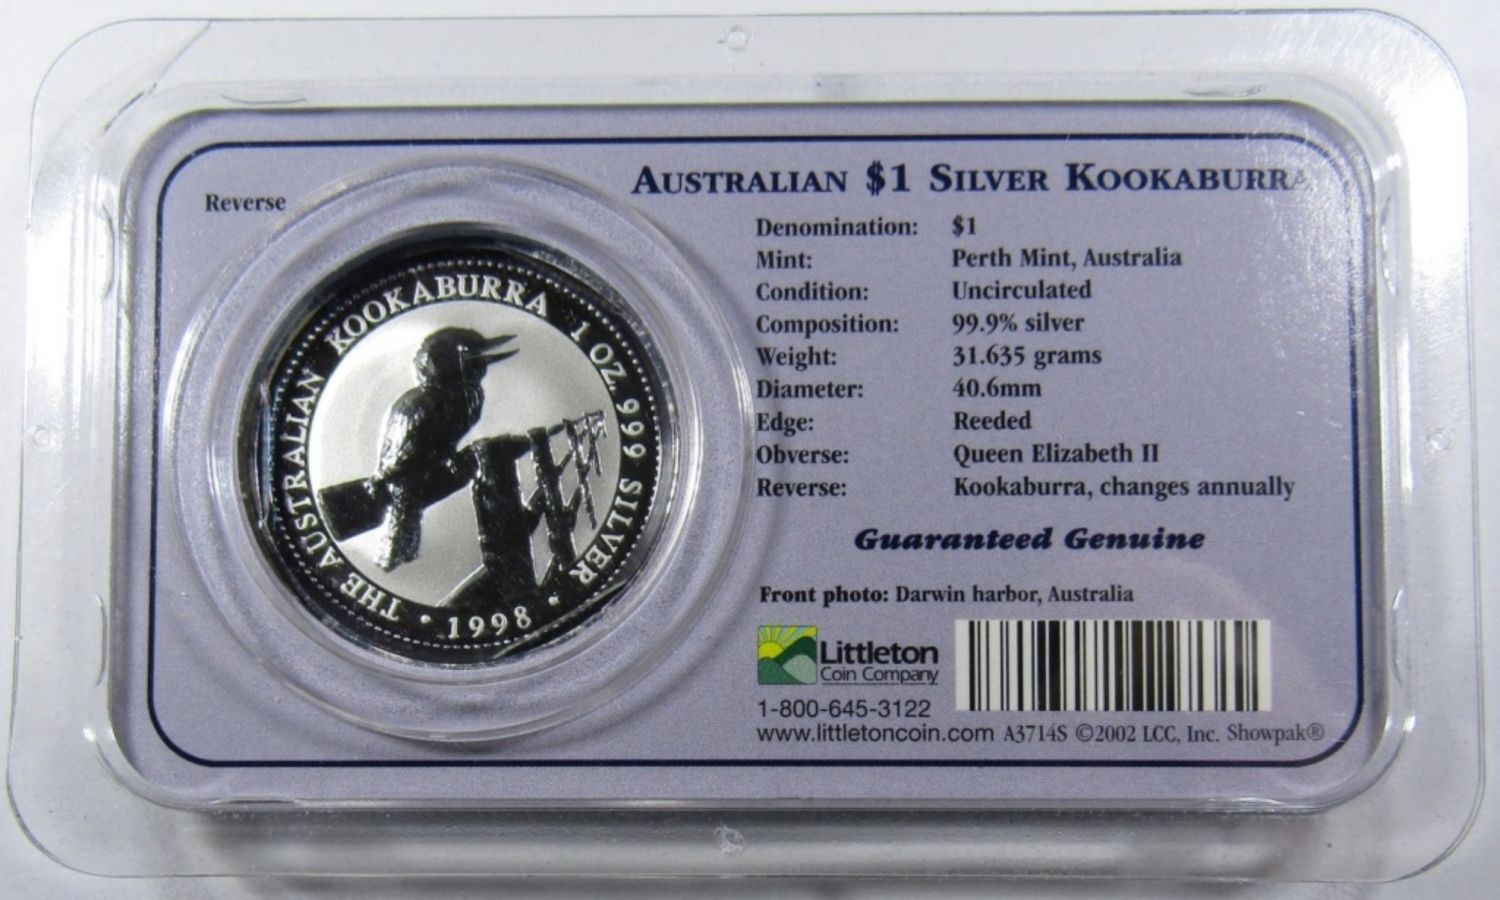 Reverse
AUSTRALIAN $1 SILVER KOOKABURRA
THE AUSTRALIAN KOOKABURRA 1 OZ. 999 SILVER
• 1998 •
Denomination: $1
Mint: Perth Mint, Australia
Condition: Uncirculated
Composition: 99.9% silver
Weight: 31.635 grams
Diameter: 40.6mm
Edge: Reeded
Obverse: Queen Elizabeth II
Reverse: Kookaburra, changes annually
Guaranteed Genuine
Front photo: Darwin harbor, Australia
Littleton
Coin Company
1-800-645-3122
www.littletoncoin.com A3714S ©2002 LCC, Inc. Showpak®